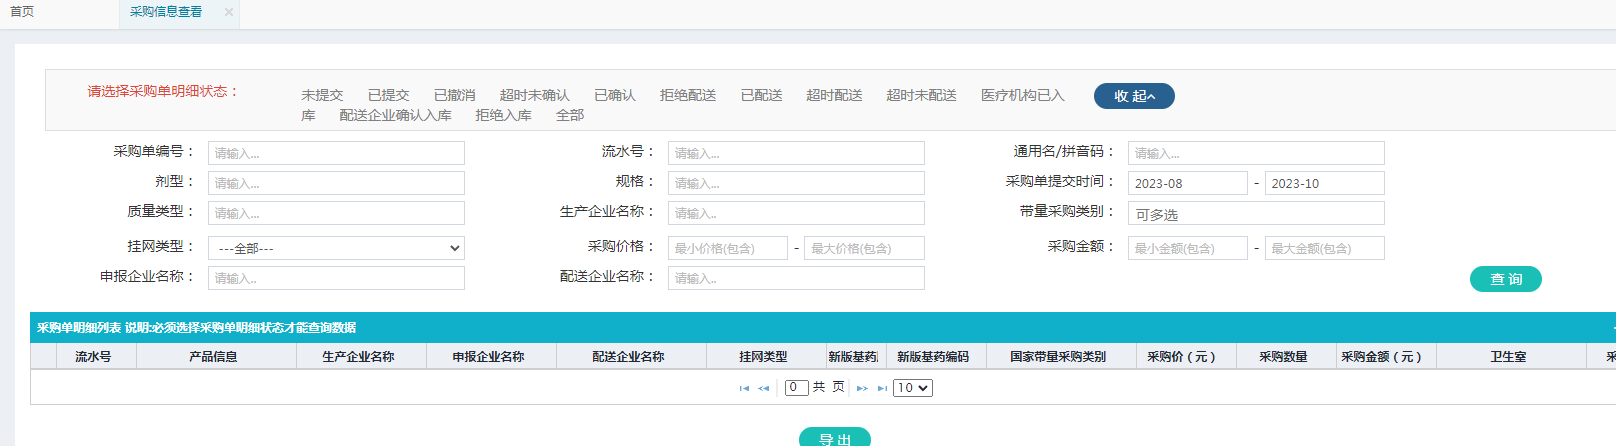 首页 采购信息查看 ×
请选择采购单明细状态： 未提交 已提交 已撤消 超时未确认 已确认 拒绝配送 已配送 超时配送 超时未配送 医疗机构已入 收 起^
库 配送企业确认入库 拒绝入库 全部
采购单编号： 请输入... 流水号： 请输入... 通用名/拼音码： 请输入...
剂型： 请输入... 规格： 请输入... 采购单提交时间： 2023-08 - 2023-10
质量类型： 请输入... 生产企业名称： 请输入.. 带量采购类别： 可多选
挂网类型： ---全部--- 采购价格： 最小价格(包含) - 最大价格(包含) 采购金额： 最小金额(包含) - 最大金额(包含)
申报企业名称： 请输入.. 配送企业名称： 请输入.. 查 询
采购单明细列表 说明:必须选择采购单明细状态才能查询数据
流水号 产品信息 生产企业名称 申报企业名称 配送企业名称 挂网类型 新版基药 新版基药编码 国家带量采购类别 采购价（元） 采购数量 采购金额（元） 卫生室
0 共 页 10
导 出